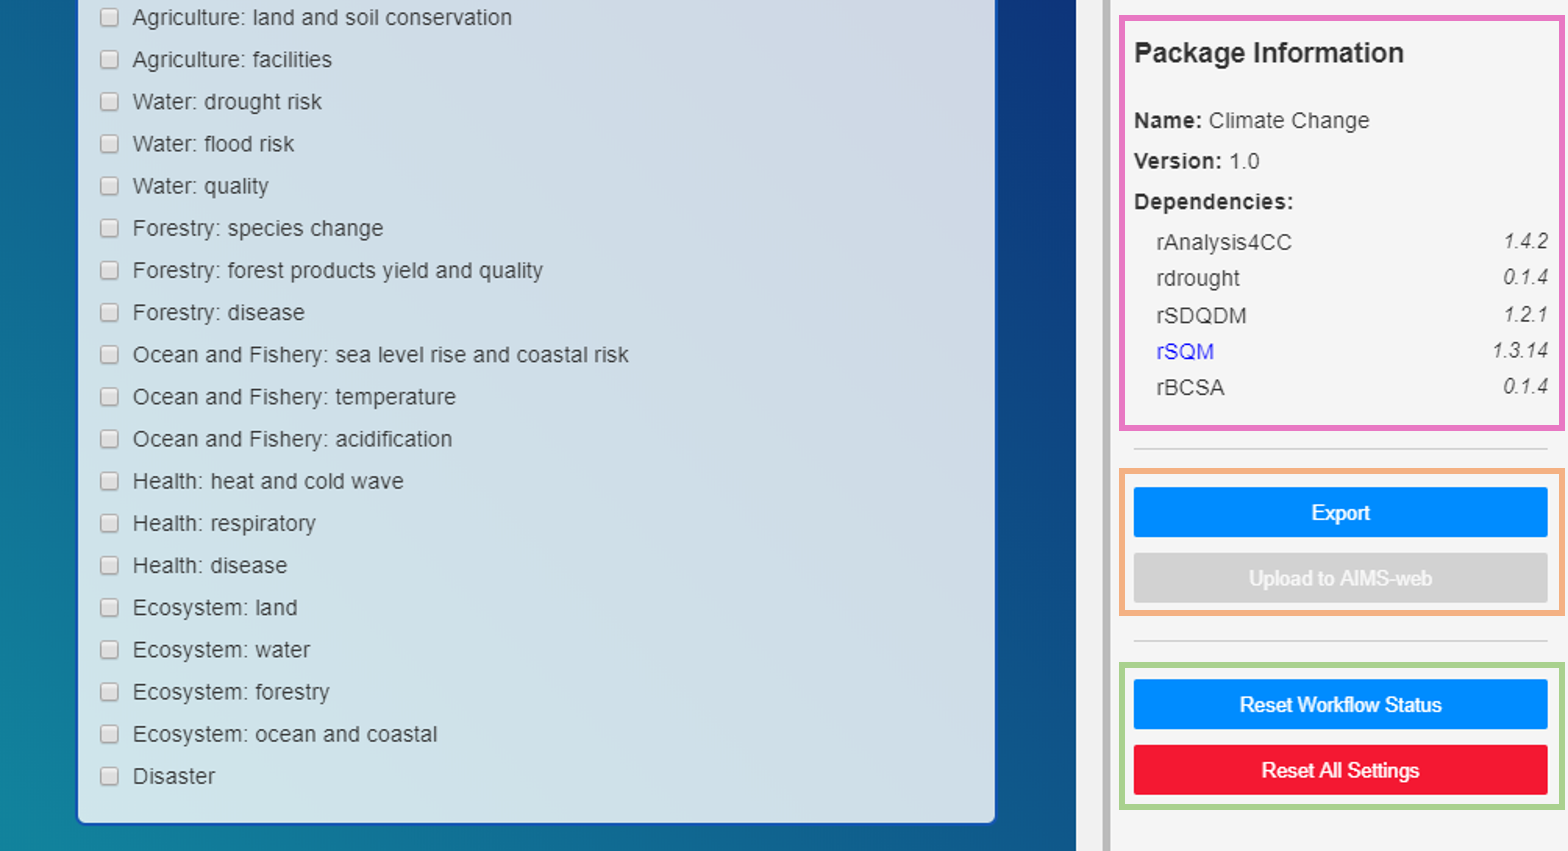 Agriculture: land and soil conservation
Agriculture: facilities
Water: drought risk
Water: flood risk
Water: quality
Forestry: species change
Forestry: forest products yield and quality
Forestry: disease
Ocean and Fishery: sea level rise and coastal risk
Ocean and Fishery: temperature
Ocean and Fishery: acidification
Health: heat and cold wave
Health: respiratory
Health: disease
Ecosystem: land
Ecosystem: water
Ecosystem: forestry
Ecosystem: ocean and coastal
Disaster
Package Information
Name: Climate Change
Version: 1.0
Dependencies:
rAnalysis4CC 1.4.2
rdrought 0.1.4
rSDQDM 1.2.1
rSQM 1.3.14
rBCSA 0.1.4
Export
Upload to AIMS-web
Reset Workflow Status
Reset All Settings